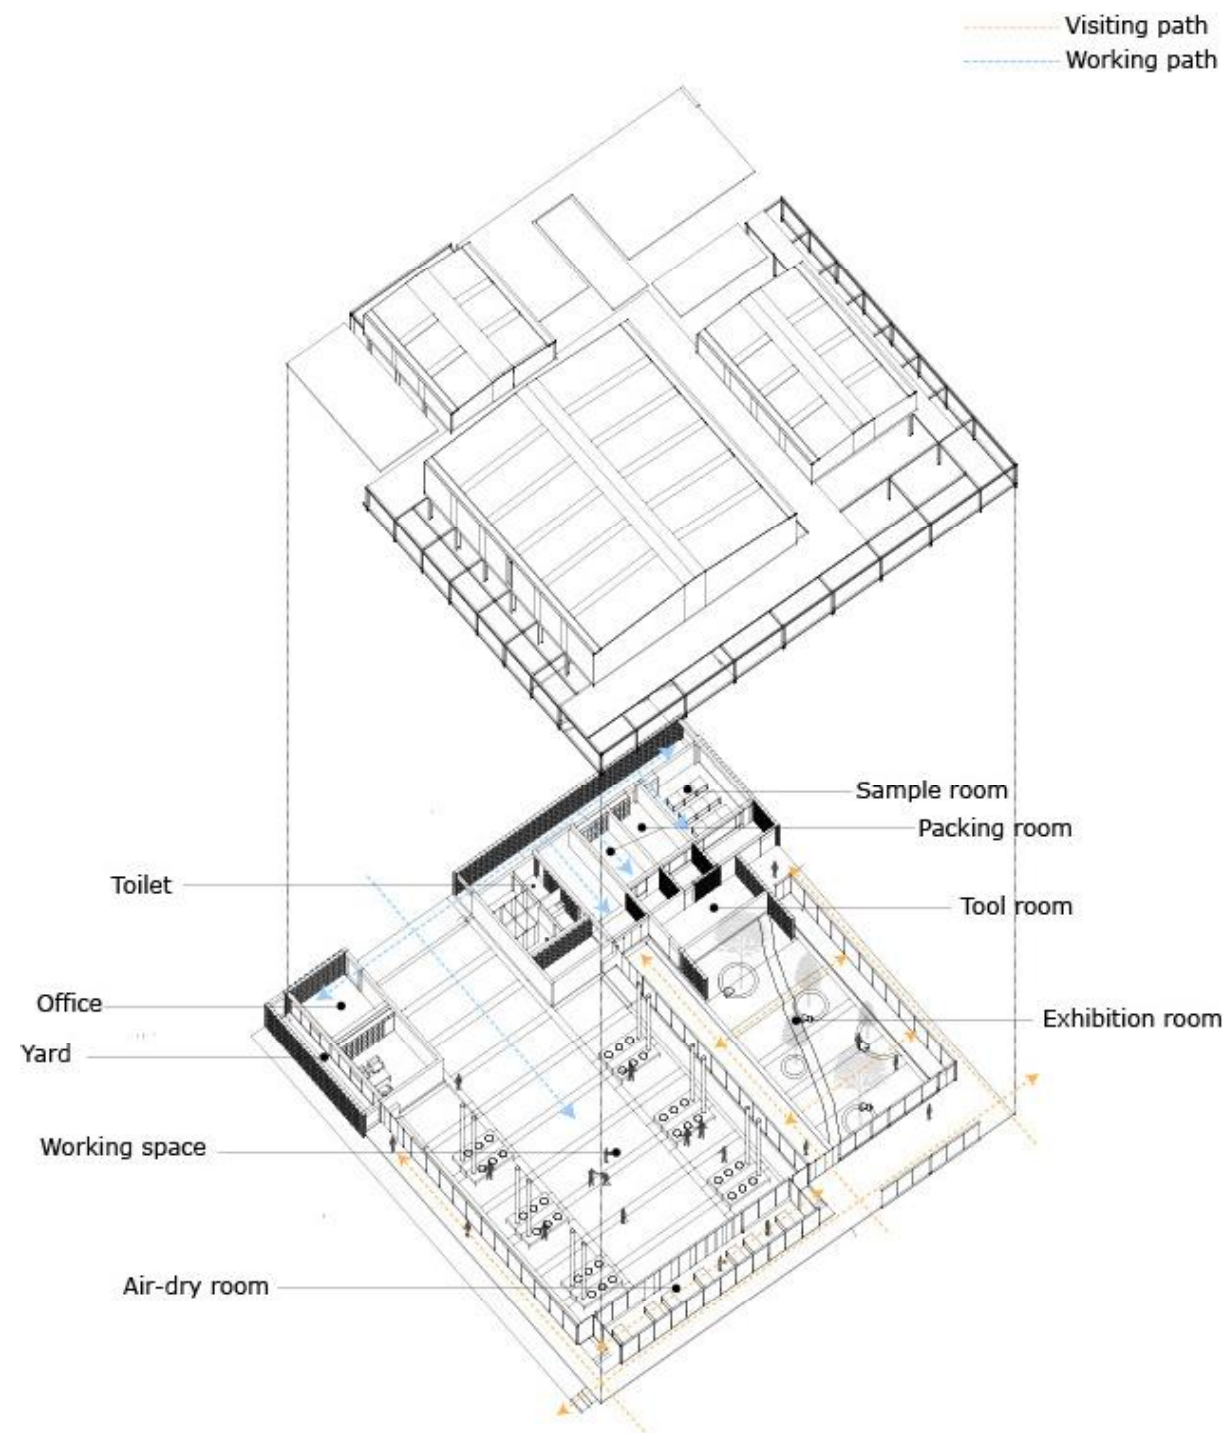 Visiting path
Working path
Sample room
Packing room
Toilet
Tool room
Office
Exhibition room
Yard
Working space
Air-dry room